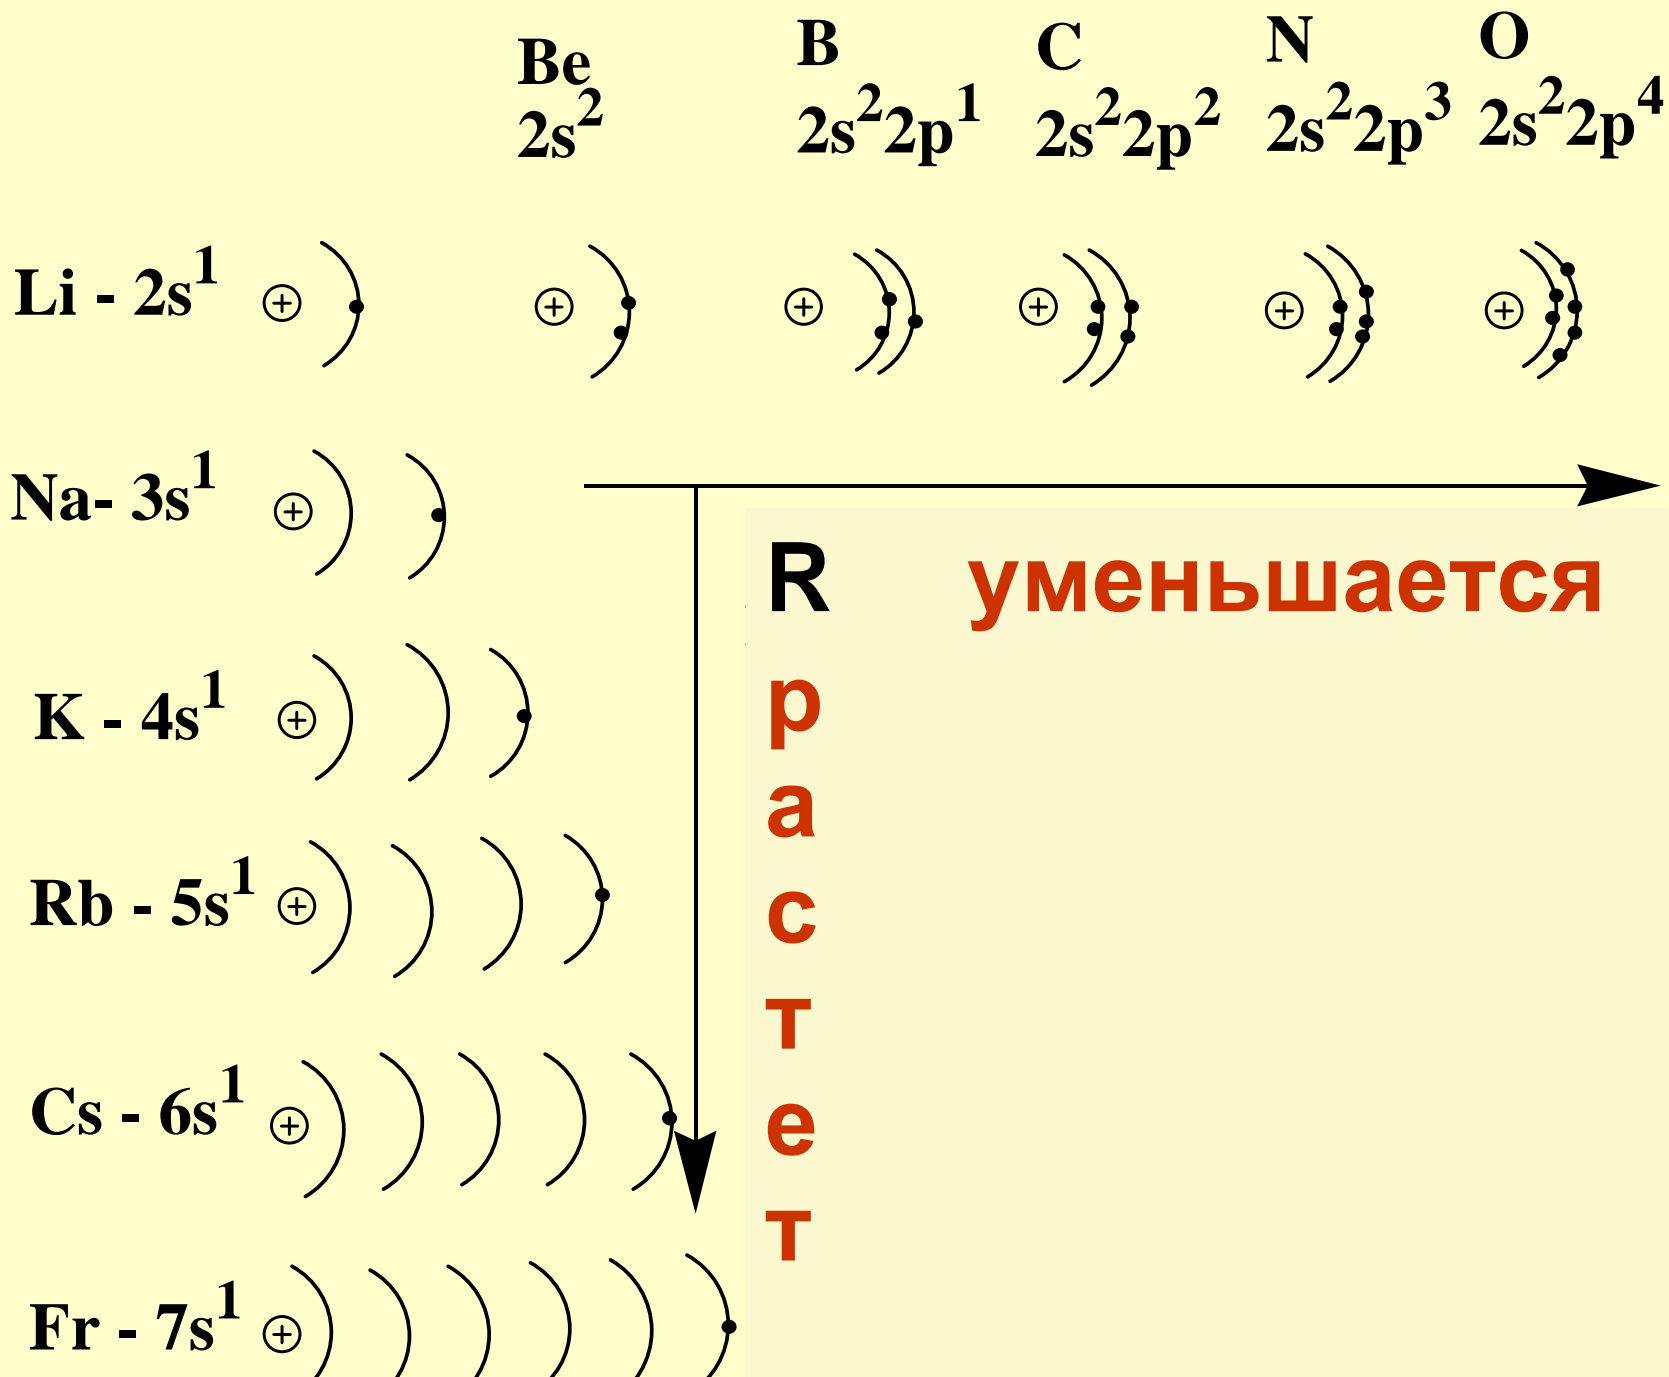 Be
2s²
B
2s²2p¹
C
2s²2p²
N
2s²2p³
O
2s²2p⁴
Li - 2s¹ +
+
+
+
+
+
Na- 3s¹ +
R уменьшается
р
а
с
т
е
т
K - 4s¹ +
Rb - 5s¹ +
Cs - 6s¹ +
Fr - 7s¹ +